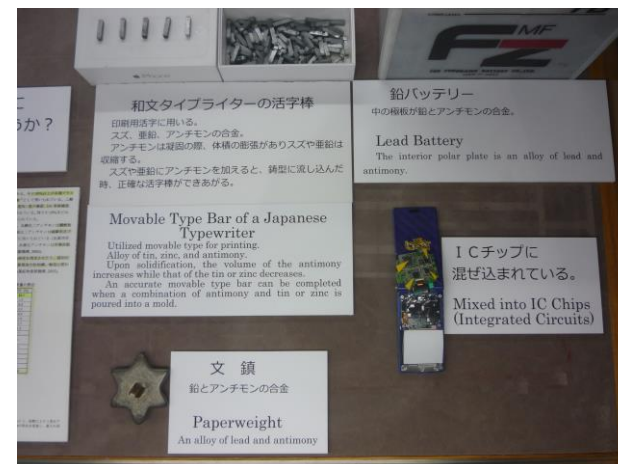 うか?
MF
FZ
和文タイプライターの活字棒
印刷用活字に用いる。
スズ、亜鉛、アンチモンの合金。
アンチモンは凝固の際、体積の膨張がありスズや亜鉛は
収縮する。
スズや亜鉛にアンチモンを加えると、鋳型に流し込んだ
時、正確な活字棒ができあがる。
鉛バッテリー
中の極板が鉛とアンチモンの合金。
Lead Battery
The interior polar plate is an alloy of lead and
antimony.
Movable Type Bar of a Japanese
Typewriter
Utilized movable type for printing.
Alloy of tin, zinc, and antimony.
Upon solidification, the volume of the antimony
increases while that of the tin or zinc decreases.
An accurate movable type bar can be completed
when a combination of antimony and tin or zinc is
poured into a mold.
ICチップに
混ぜ込まれている。
Mixed into IC Chips
(Integrated Circuits)
文 鎮
鉛とアンチモンの合金
Paperweight
An alloy of lead and antimony